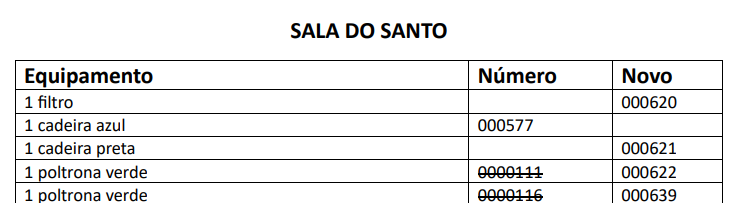 SALA DO SANTO
Equipamento Número Novo
1 filtro 000620
1 cadeira azul 000577
1 cadeira preta 000621
1 poltrona verde 0000111 000622
1 poltrona verde 0000116 000639